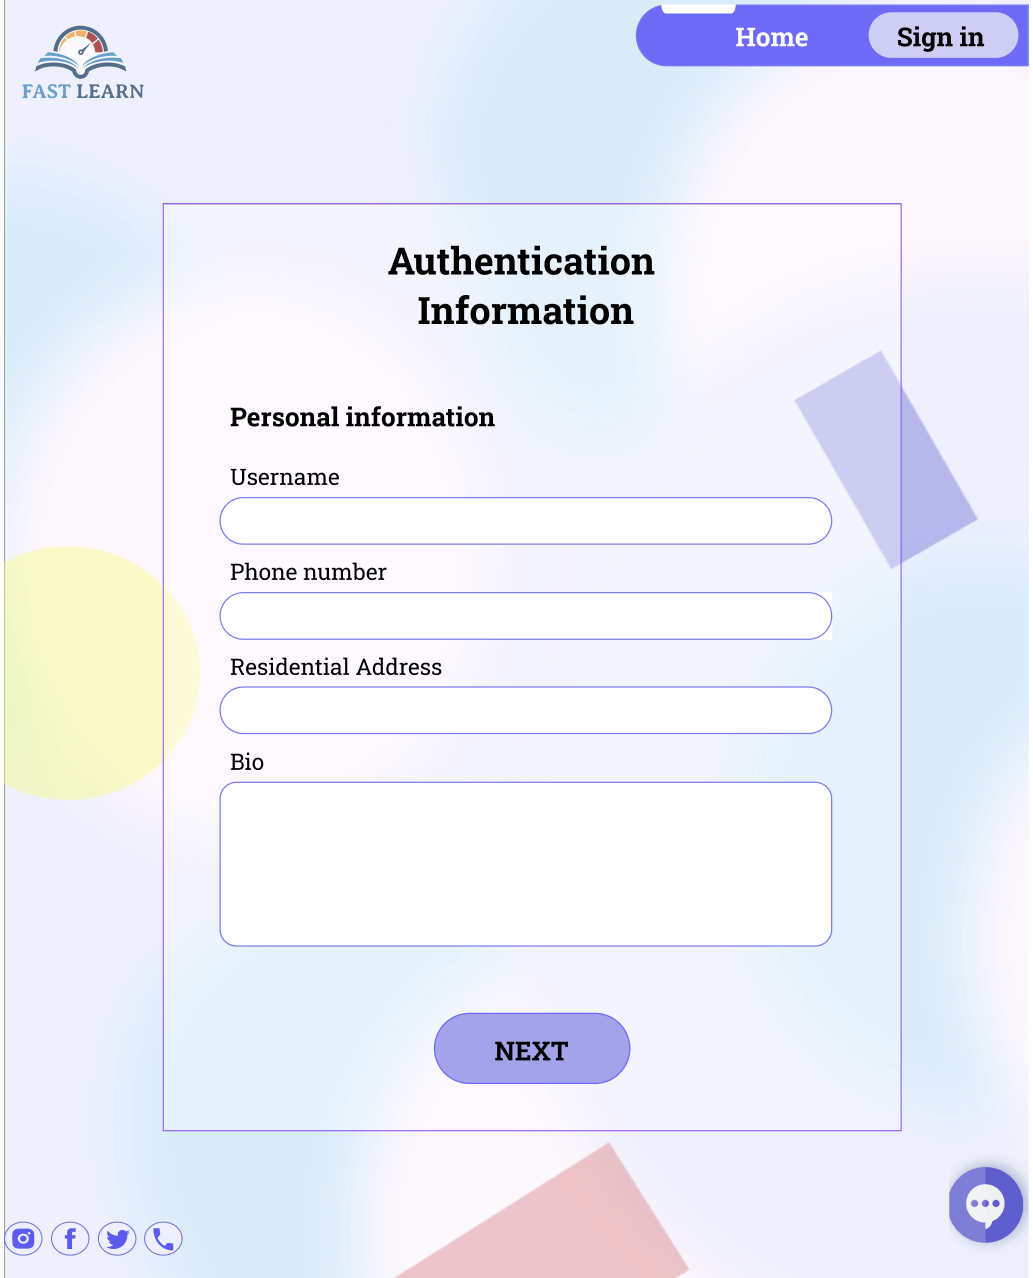 FAST LEARN
Home
Sign in
Authentication
Information
Personal information
Username
Phone number
Residential Address
Bio
NEXT